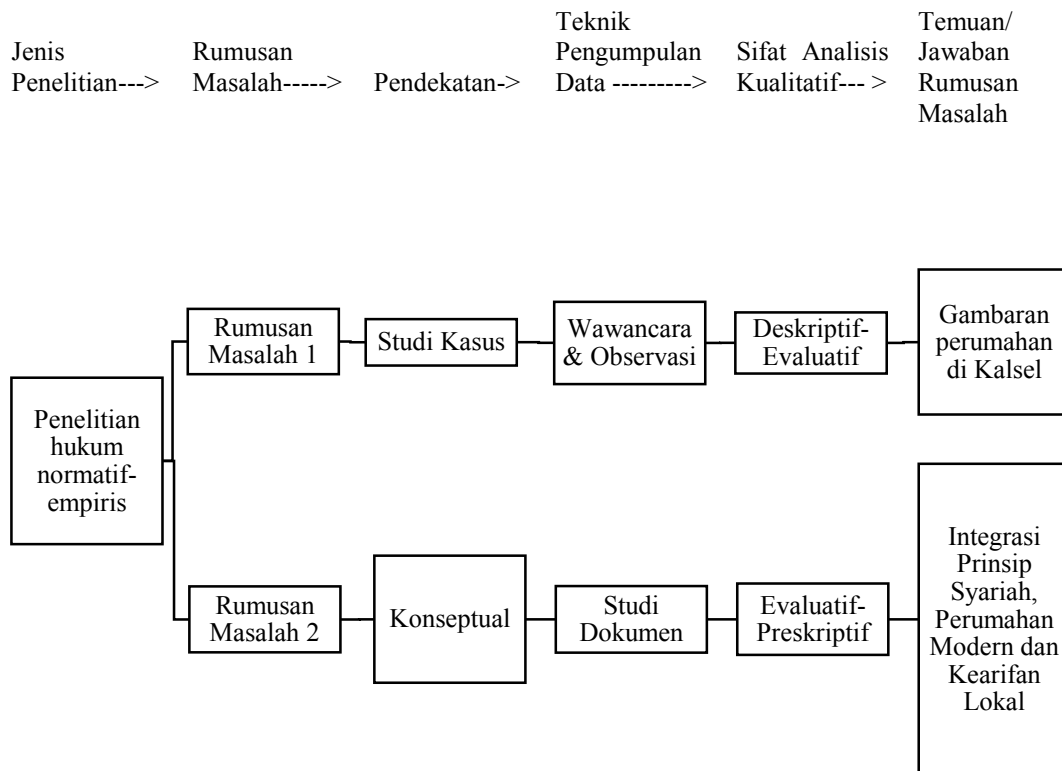 Jenis
Penelitian--->
Rumusan
Masalah----->
Pendekatan->
Teknik
Pengumpulan
Data --------->
Sifat Analisis
Kualitatif--- >
Temuan/
Jawaban
Rumusan
Masalah
Penelitian
hukum
normatif-
empiris
Rumusan
Masalah 1
Studi Kasus
Wawancara
& Observasi
Deskriptif-
Evaluatif
Gambaran
perumahan
di Kalsel
Rumusan
Masalah 2
Konseptual
Studi
Dokumen
Evaluatif-
Preskriptif
Integrasi
Prinsip
Syariah,
Perumahan
Modern dan
Kearifan
Lokal